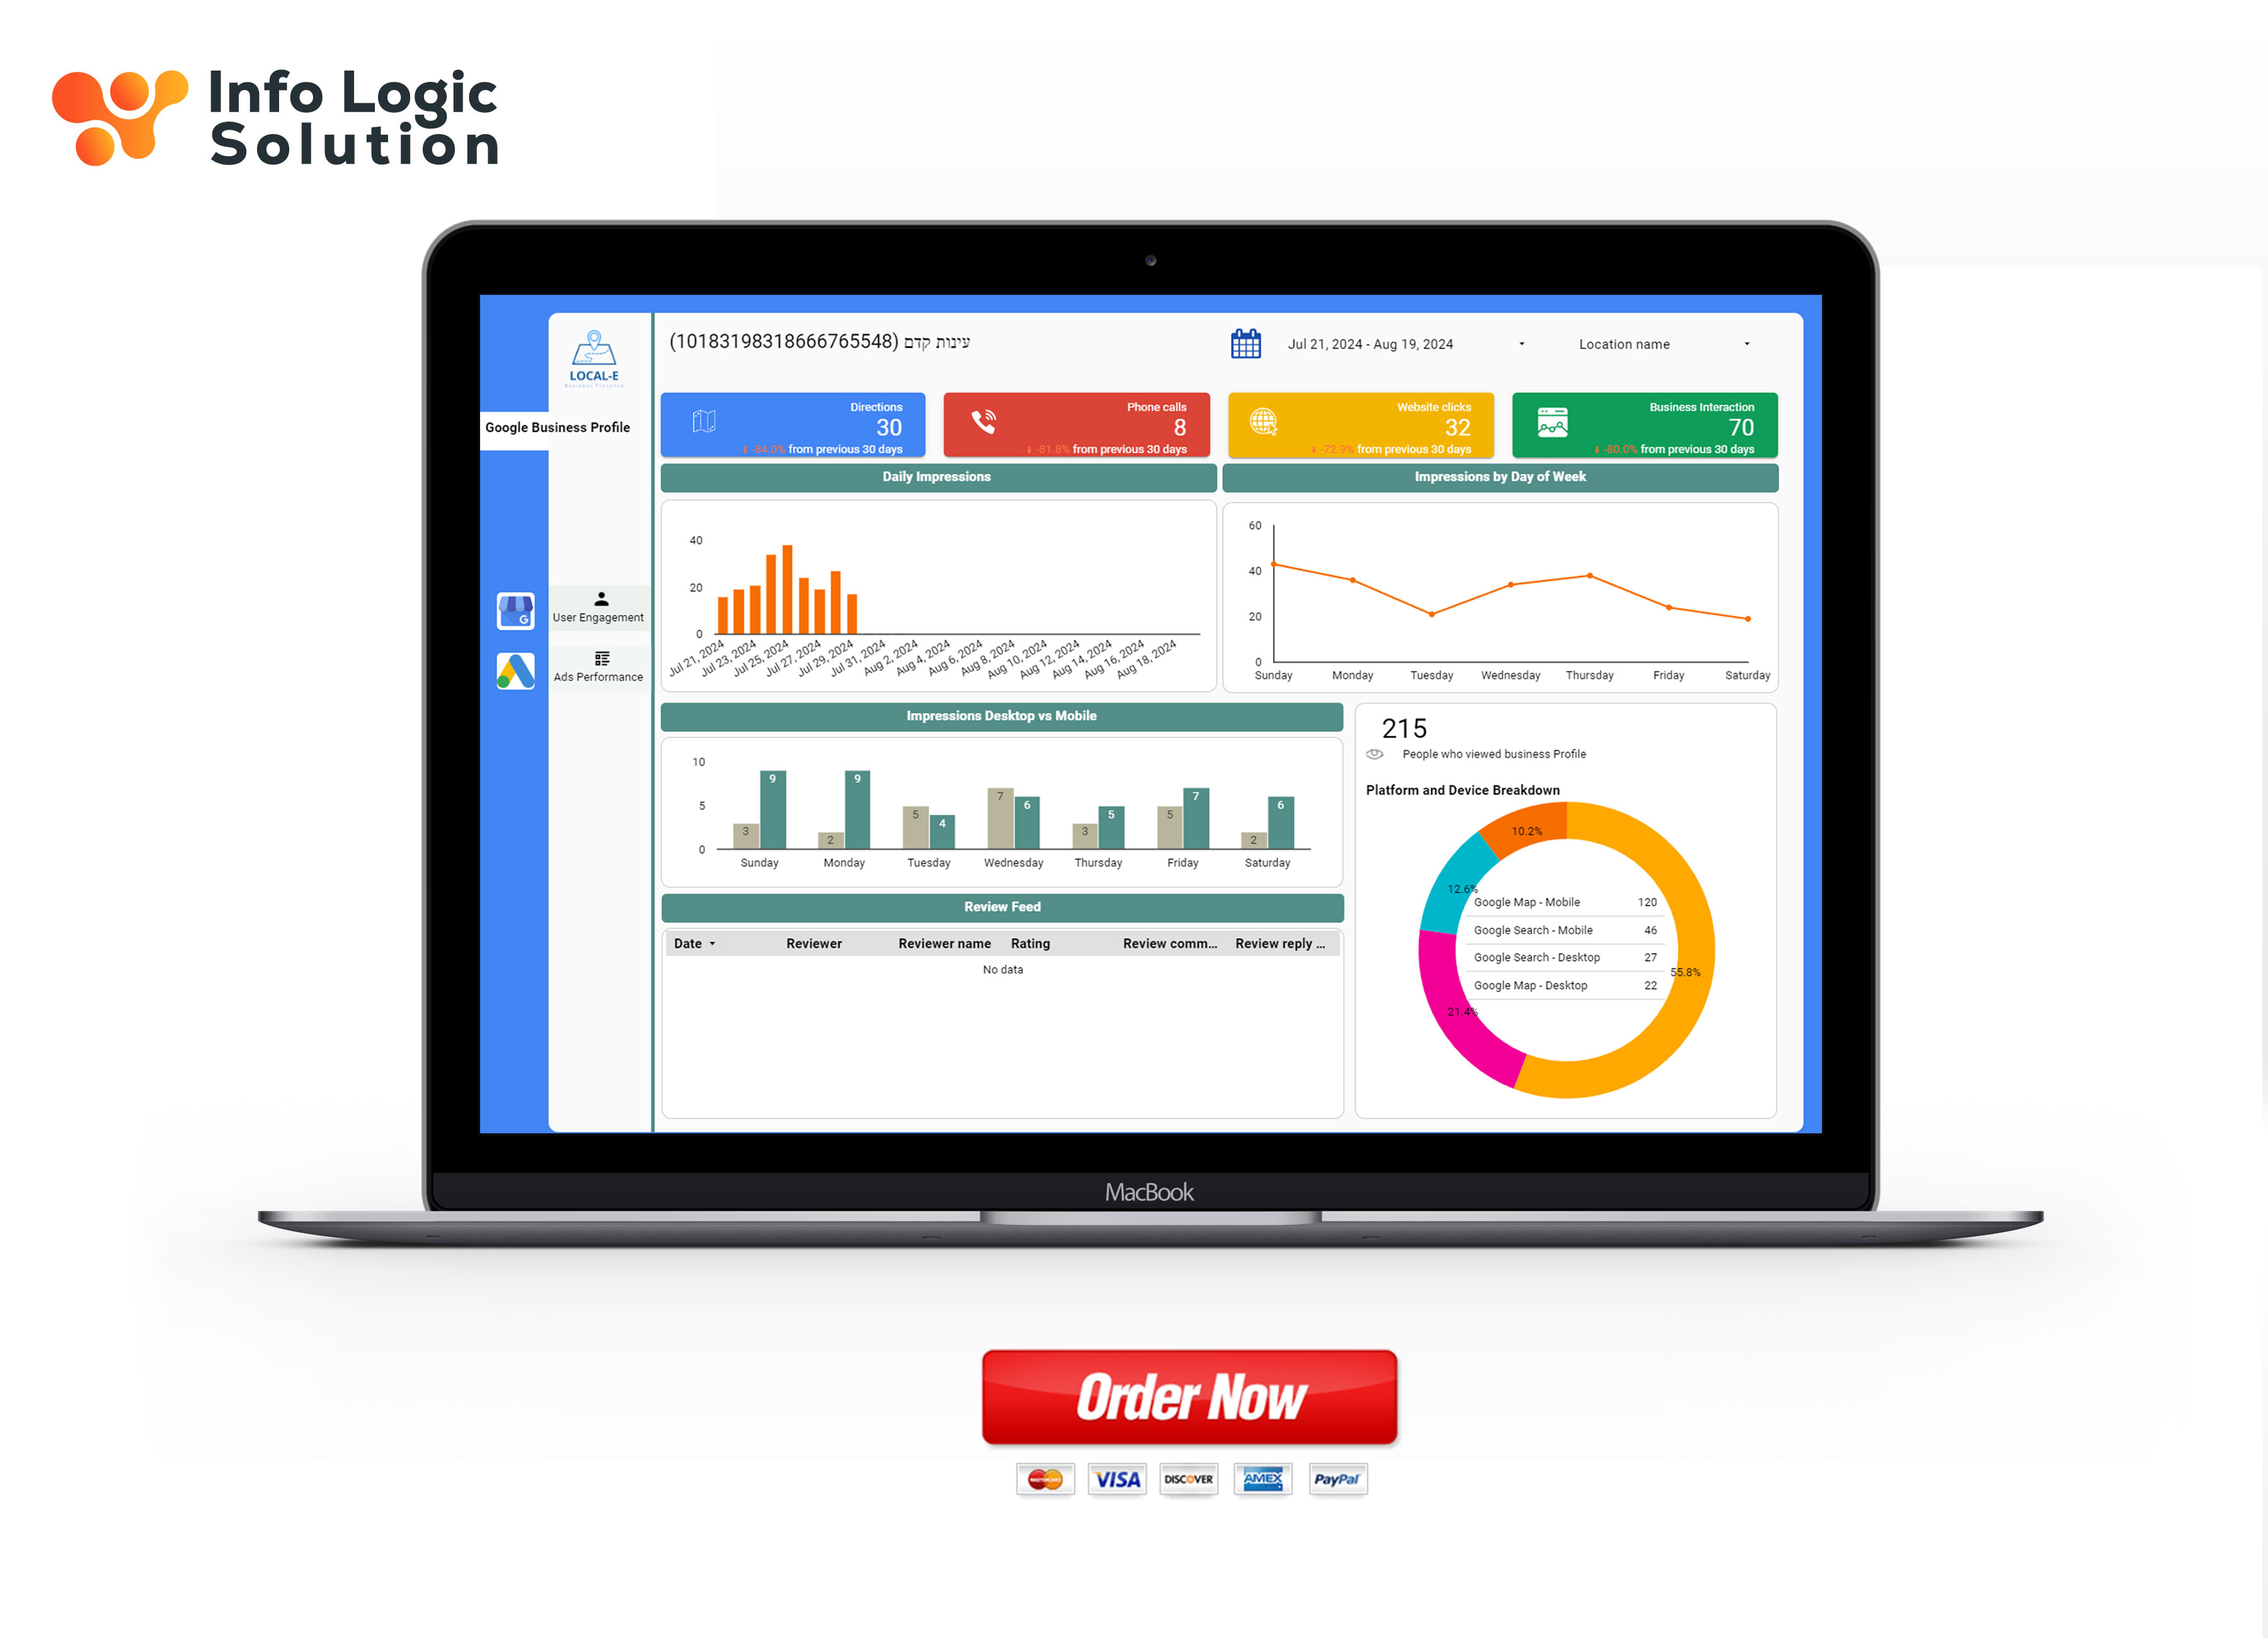 Info Logic
Solution
LOCAL-E
Business Presence
עינות קדם (10183198318666765548)
Jul 21, 2024 - Aug 19, 2024
Location name
Google Business Profile
Directions
30
-84.0% from previous 30 days
Phone calls
8
-81.8% from previous 30 days
Website clicks
32
-72.9% from previous 30 days
Business Interaction
70
-80.0% from previous 30 days
Daily Impressions
40
20
0
Jul 21, 2024
Jul 23, 2024
Jul 25, 2024
Jul 27, 2024
Jul 29, 2024
Jul 31, 2024
Aug 2, 2024
Aug 4, 2024
Aug 6, 2024
Aug 8, 2024
Aug 10, 2024
Aug 12, 2024
Aug 14, 2024
Aug 16, 2024
Aug 18, 2024
Impressions by Day of Week
60
40
20
0
Sunday Monday Tuesday Wednesday Thursday Friday Saturday
G
User Engagement
Ads Performance
Impressions Desktop vs Mobile
10
5
0
3 9 2 9 5 4 7 6 3 5 5 7 2 6
Sunday Monday Tuesday Wednesday Thursday Friday Saturday
Review Feed
Date Reviewer Reviewer name Rating Review comm... Review reply ...
No data
215
People who viewed business Profile
Platform and Device Breakdown
10.2%
12.6%
21.4%
55.8%
Google Map - Mobile 120
Google Search - Mobile 46
Google Search - Desktop 27
Google Map - Desktop 22
MacBook
Order Now
MasterCard VISA DISCOVER AMEX PayPal